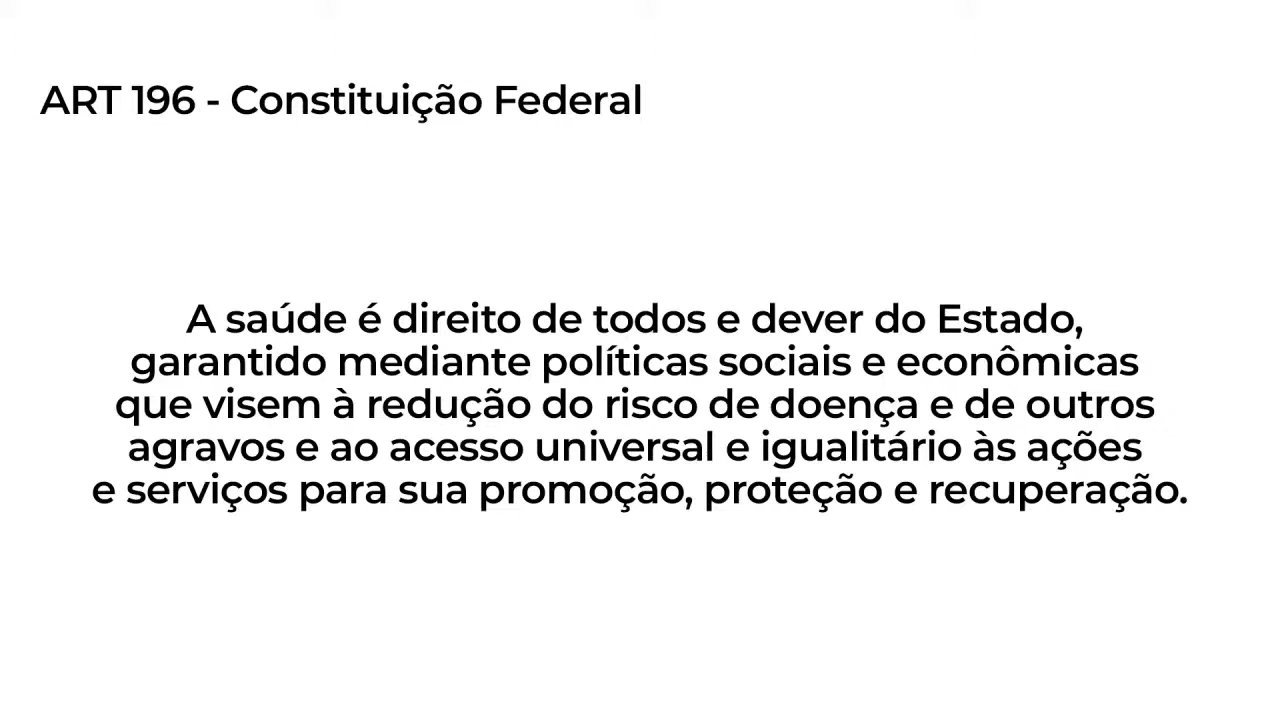 ART 196 - Constituição Federal
A saúde é direito de todos e dever do Estado,
garantido mediante políticas sociais e econômicas
que visem à redução do risco de doença e de outros
agravos e ao acesso universal e igualitário às ações
e serviços para sua promoção, proteção e recuperação.